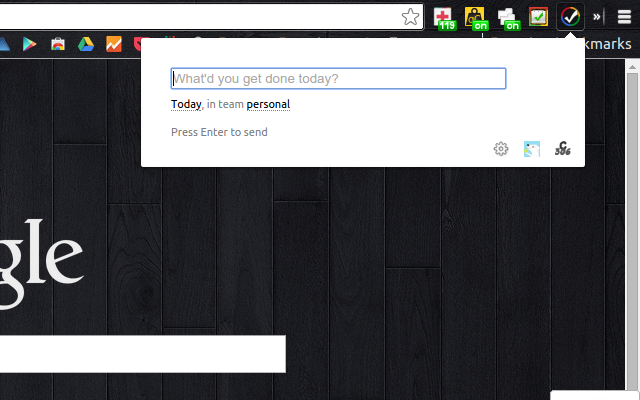 119
on
on
»
kmarks
What'd you get done today?
Today, in team personal
Press Enter to send
gle